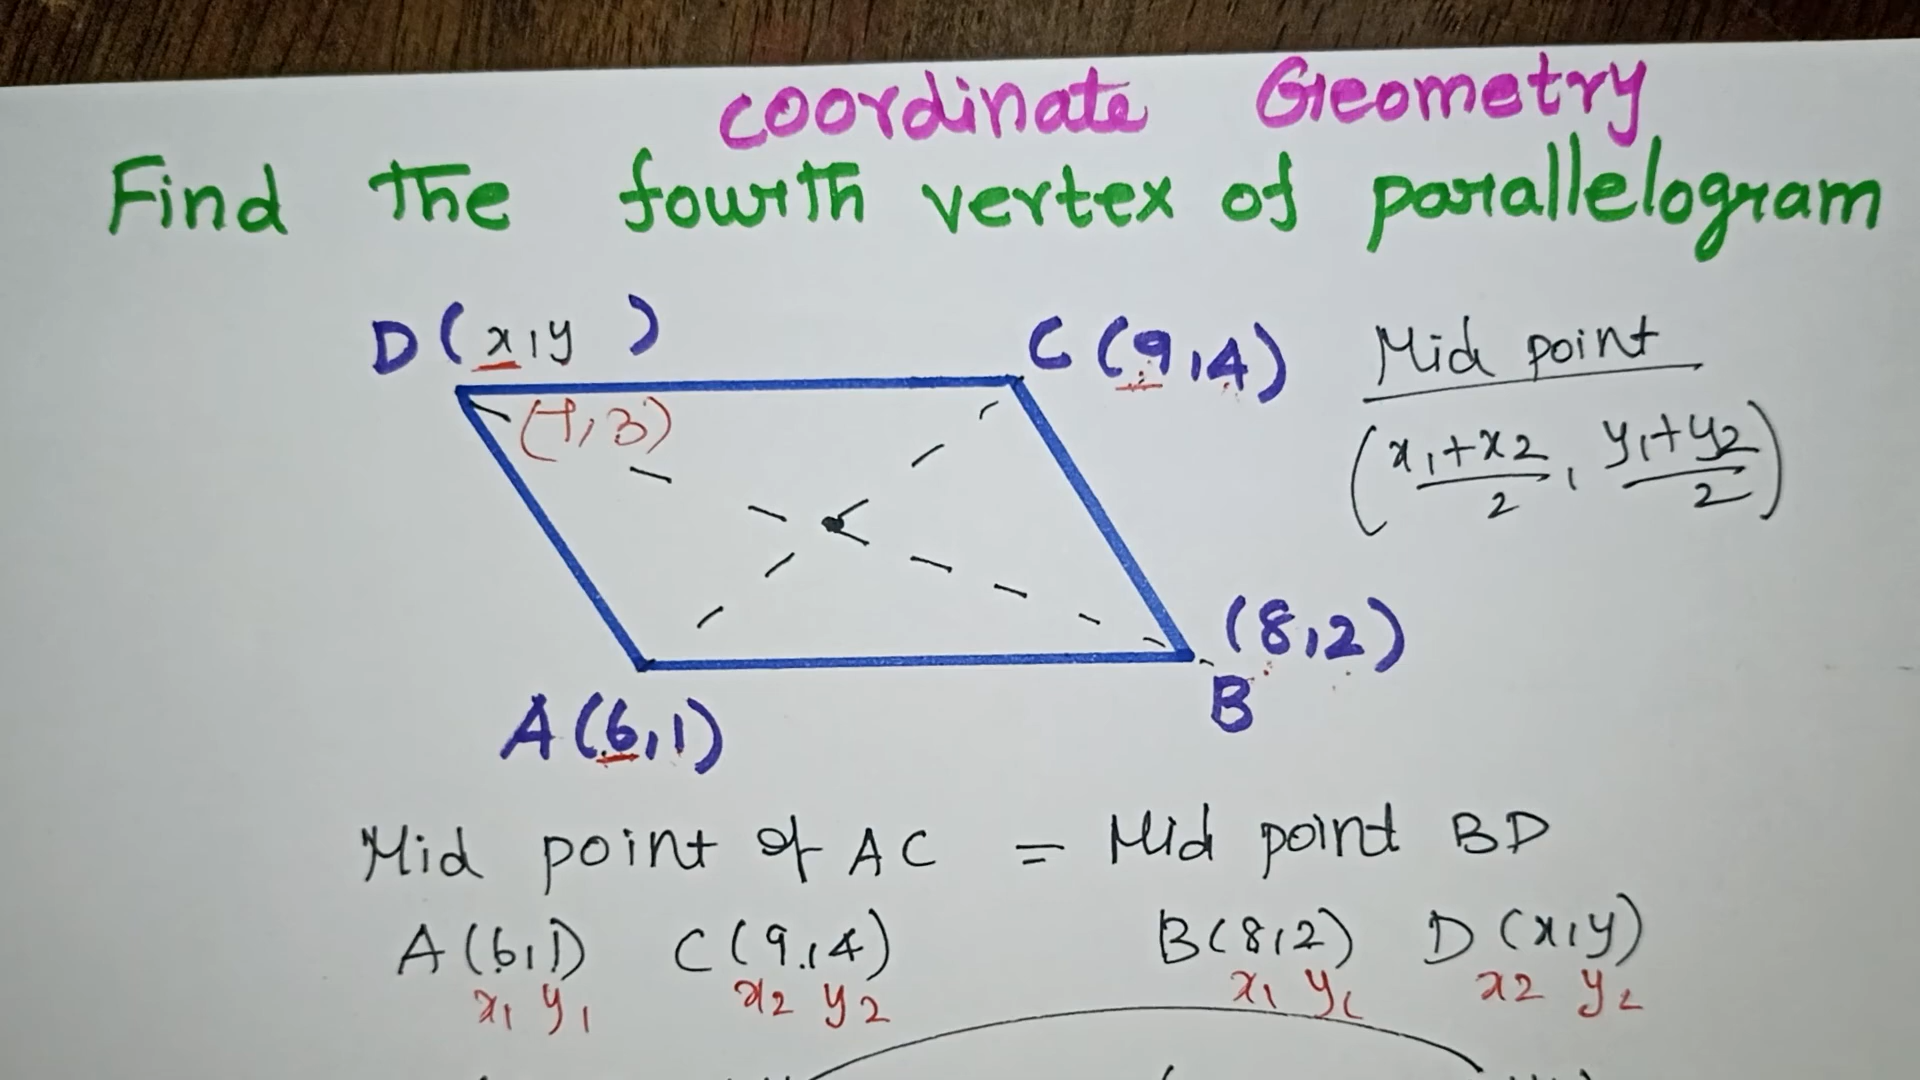 Coordinate Geometry
Find the fourth vertex of parallelogram
D(x,y) C(9,4) Mid point
(7,3)
(x1+x2/2, y1+y2/2)
(8,2)
B
A(6,1)
Mid point of AC = Mid point BD
A(6,1) C(9,4) B(8,2) D(x,y)
x1 y1 x2 y2 x1 y1 x2 y2